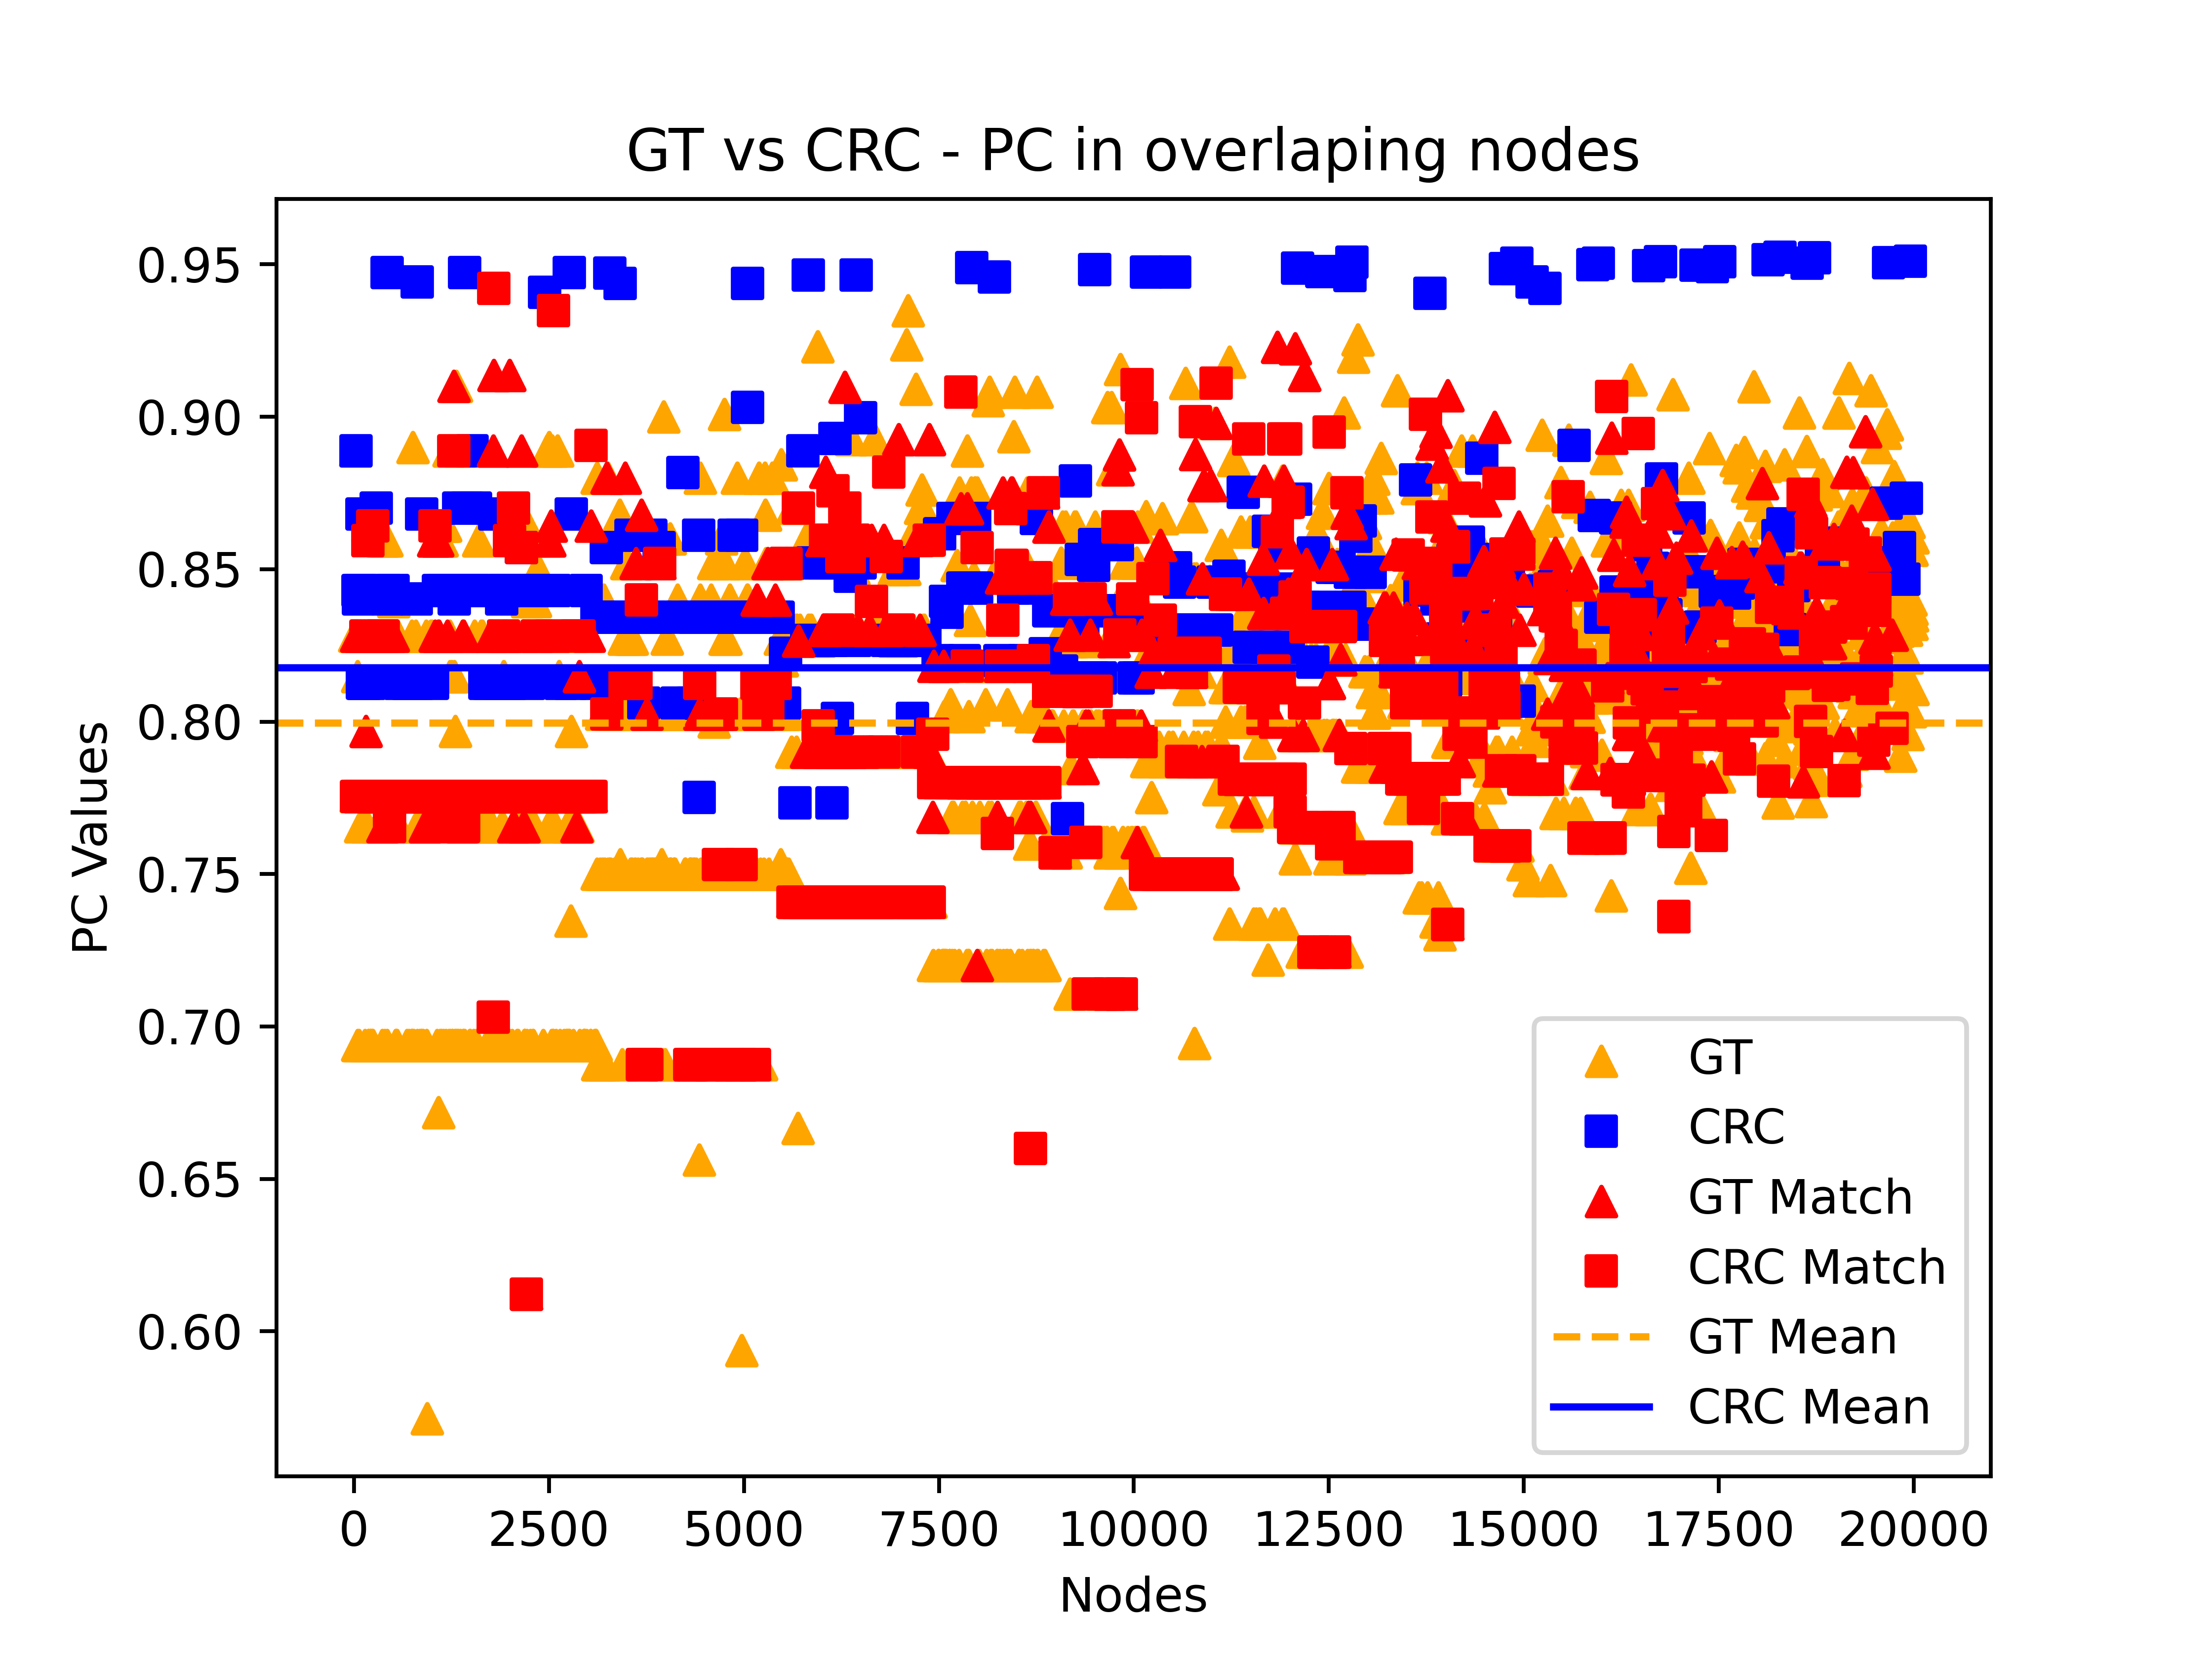 GT vs CRC - PC in overlaping nodes
0.95
0.90
0.85
0.80
0.75
0.70
0.65
0.60
PC Values
GT
CRC
GT Match
CRC Match
GT Mean
CRC Mean
0 2500 5000 7500 10000 12500 15000 17500 20000
Nodes